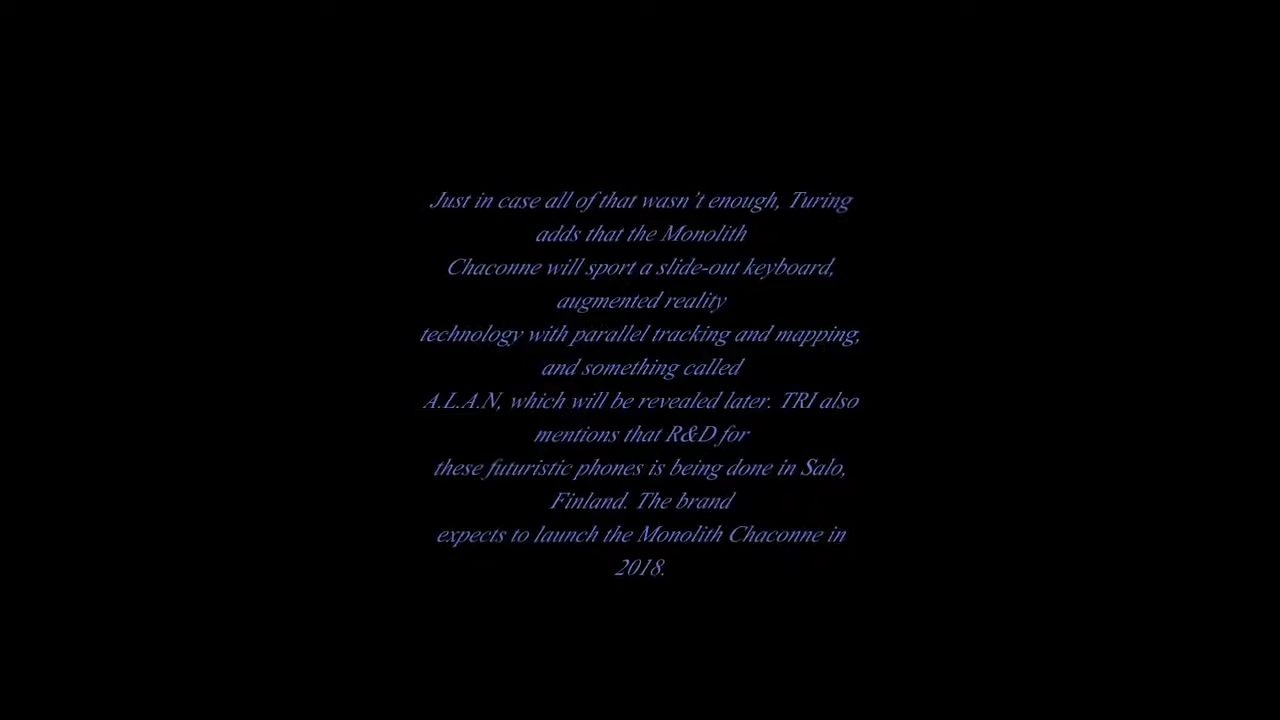 Just in case all of that wasn't enough, Turing
adds that the Monolith
Chaconne will sport a slide-out keyboard,
augmented reality
technology with parallel tracking and mapping,
and something called
A.L.A.N, which will be revealed later. TRI also
mentions that R&D for
these futuristic phones is being done in Salo,
Finland. The brand
expects to launch the Monolith Chaconne in
2018.